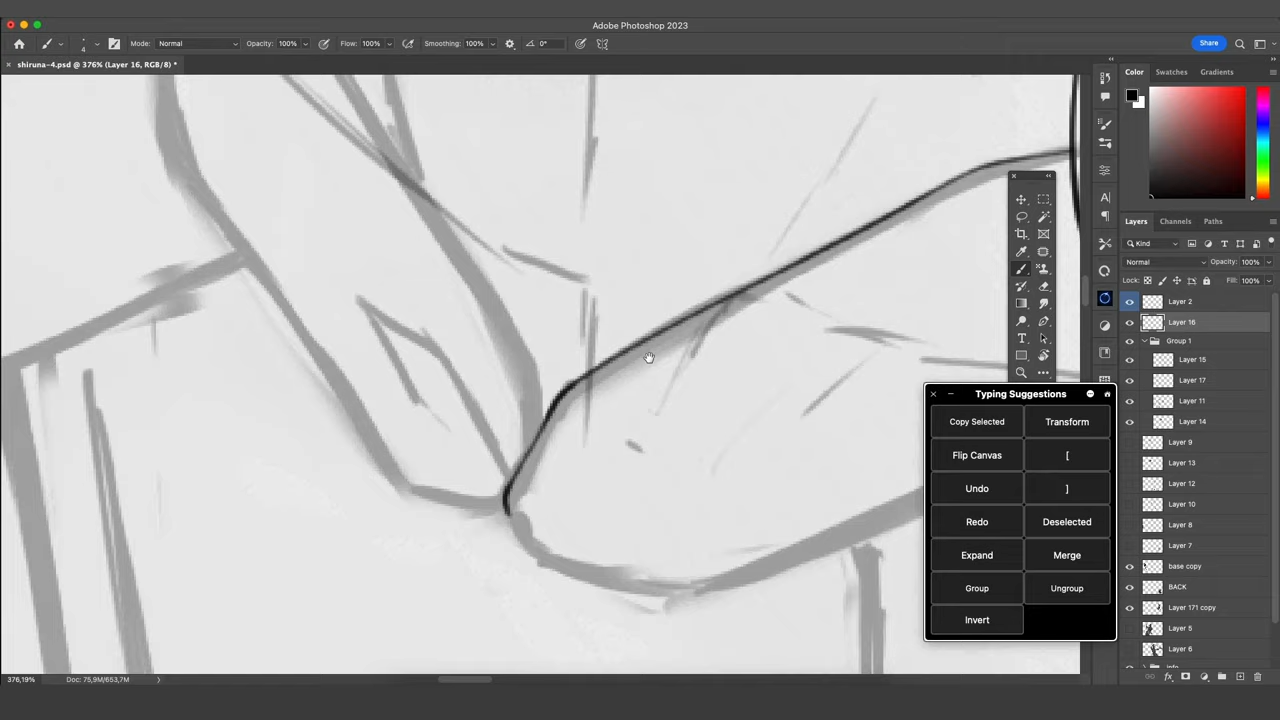 Adobe Photoshop 2023
4
Mode: Normal Opacity: 100% Flow: 100% Smoothing: 100% 0° Share
× shiruna-4.psd @ 376% (Layer 16, RGB/8) *
Color Swatches Gradients
Layers Channels Paths
Kind
Normal Opacity: 100%
Lock: Fill: 100%
Layer 2
Layer 16
Group 1
Layer 15
Layer 17
Layer 11
Layer 14
Layer 9
Layer 13
Layer 12
Layer 10
Layer 8
Layer 7
base copy
BACK
Layer 171 copy
Layer 5
Layer 6
info
Typing Suggestions
Copy Selected Transform
Flip Canvas [
Undo ]
Redo Deselected
Expand Merge
Group Ungroup
Invert
376,19% Doc: 75,9M/653,7M